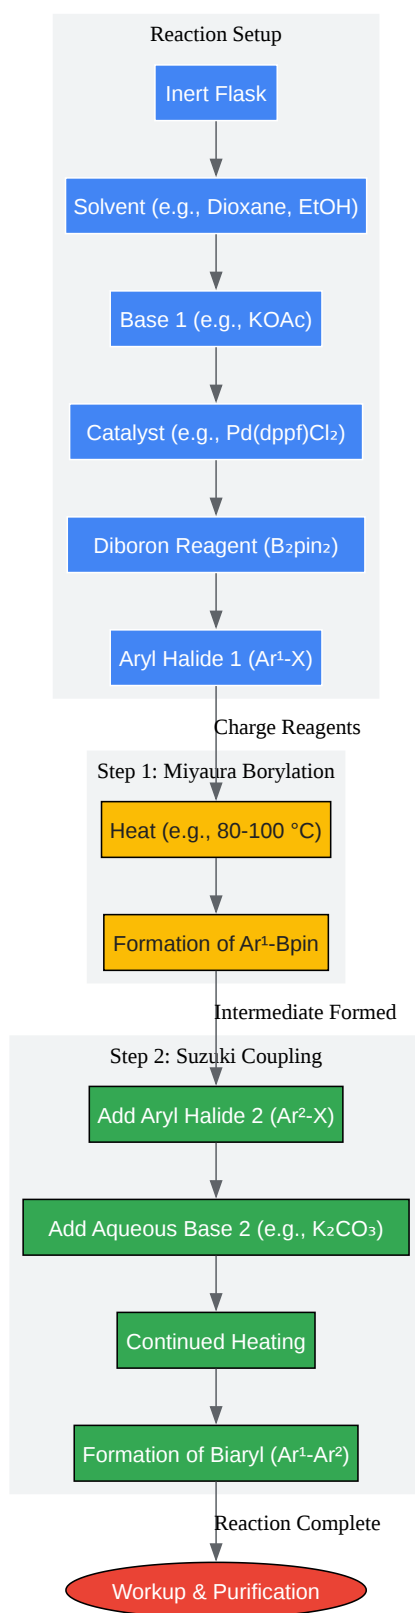 Reaction Setup
Inert Flask
Solvent (e.g., Dioxane, EtOH)
Base 1 (e.g., KOAc)
Catalyst (e.g., Pd(dppf)Cl₂)
Diboron Reagent (B₂pin₂)
Aryl Halide 1 (Ar¹-X)
Charge Reagents
Step 1: Miyaura Borylation
Heat (e.g., 80-100 °C)
Formation of Ar¹-Bpin
Intermediate Formed
Step 2: Suzuki Coupling
Add Aryl Halide 2 (Ar²-X)
Add Aqueous Base 2 (e.g., K₂CO₃)
Continued Heating
Formation of Biaryl (Ar¹-Ar²)
Reaction Complete
Workup & Purification